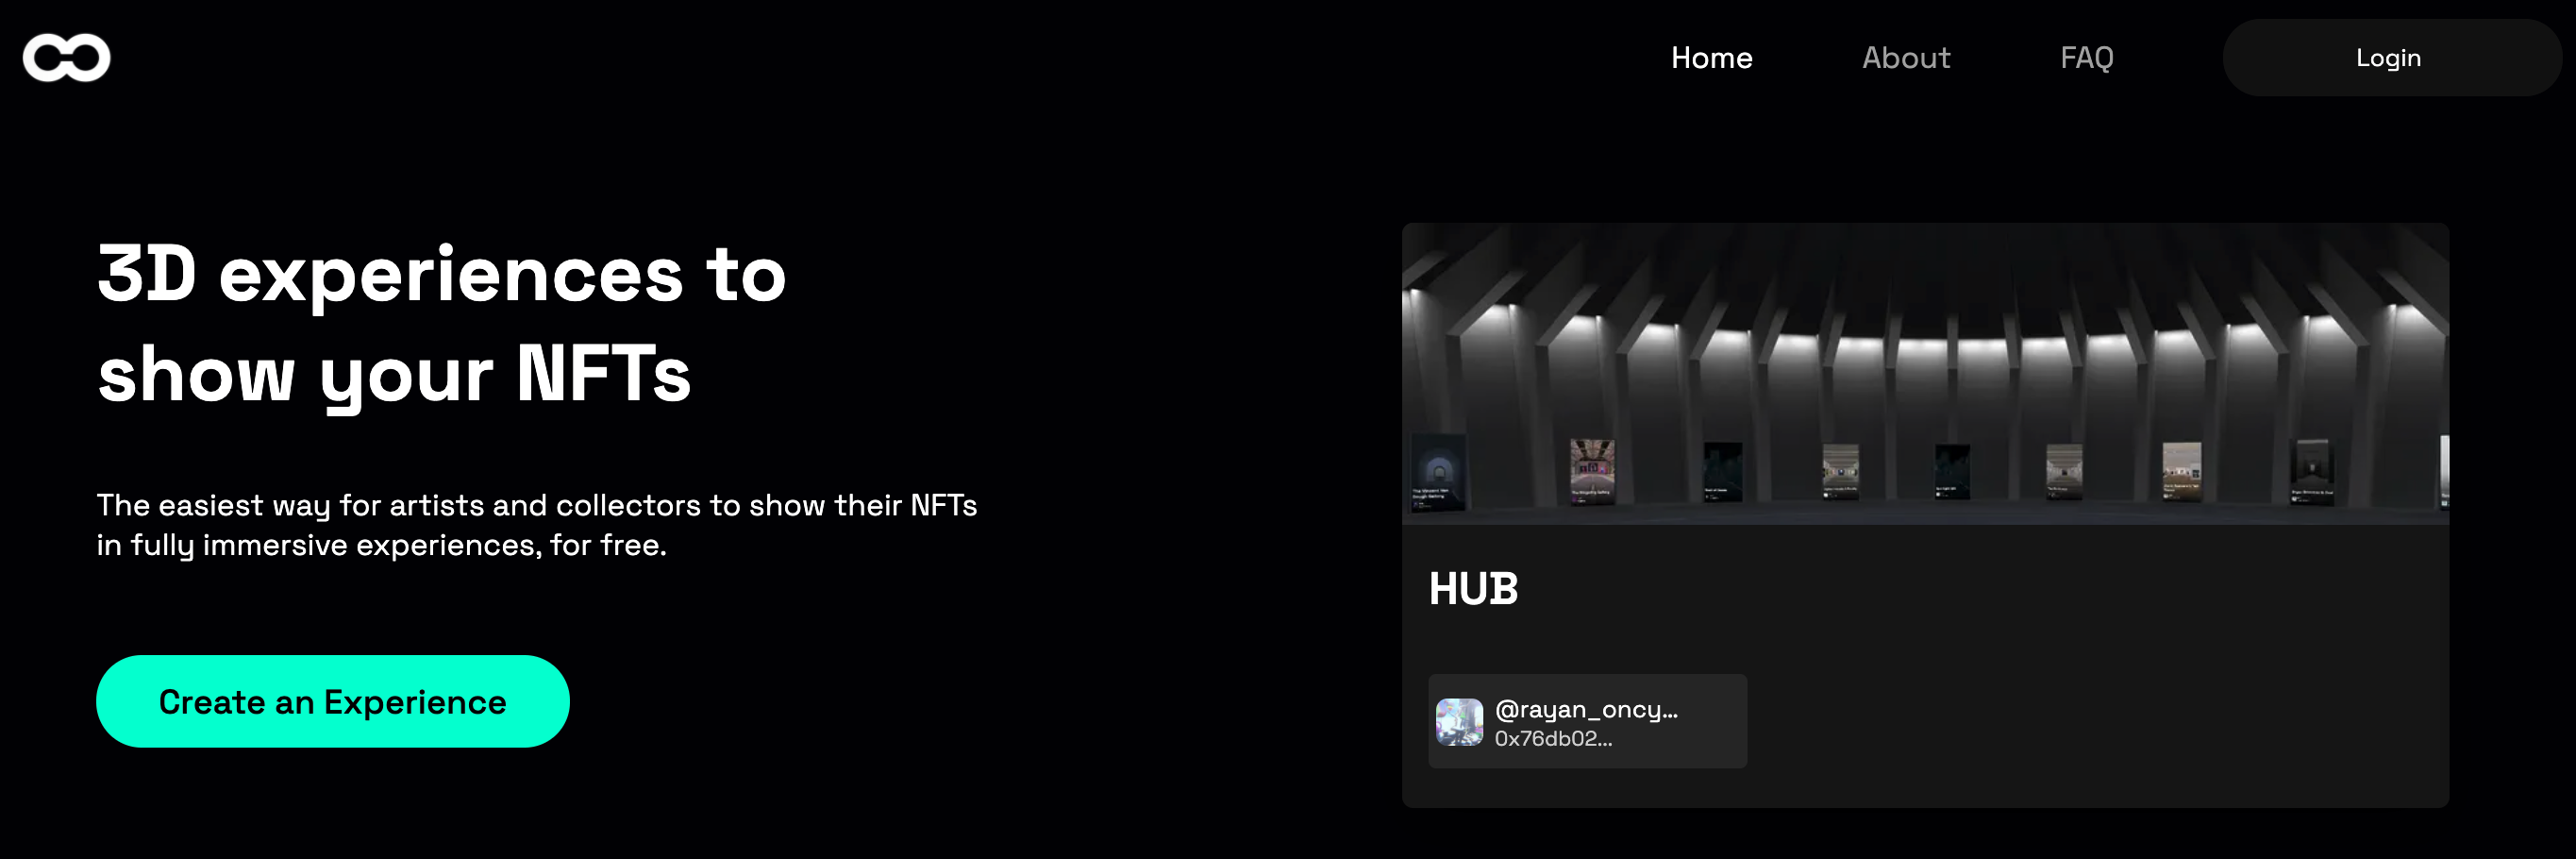 Home
About
FAQ
Login
3D experiences to
show your NFTs
The easiest way for artists and collectors to show their NFTs
in fully immersive experiences, for free.
Create an Experience
HUB
@rayan_oncy...
0x76db02...